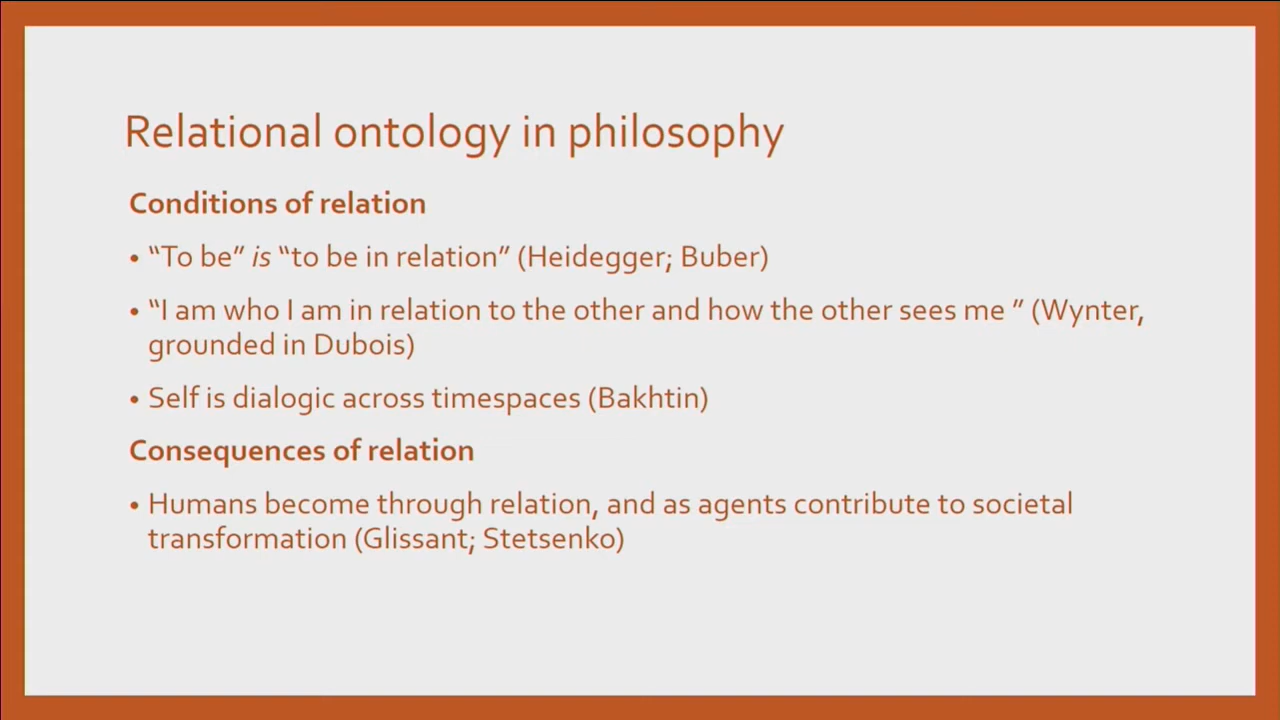 Relational ontology in philosophy
Conditions of relation
• “To be” is “to be in relation” (Heidegger; Buber)
• “I am who I am in relation to the other and how the other sees me ” (Wynter,
grounded in Dubois)
• Self is dialogic across timespaces (Bakhtin)
Consequences of relation
• Humans become through relation, and as agents contribute to societal
transformation (Glissant; Stetsenko)